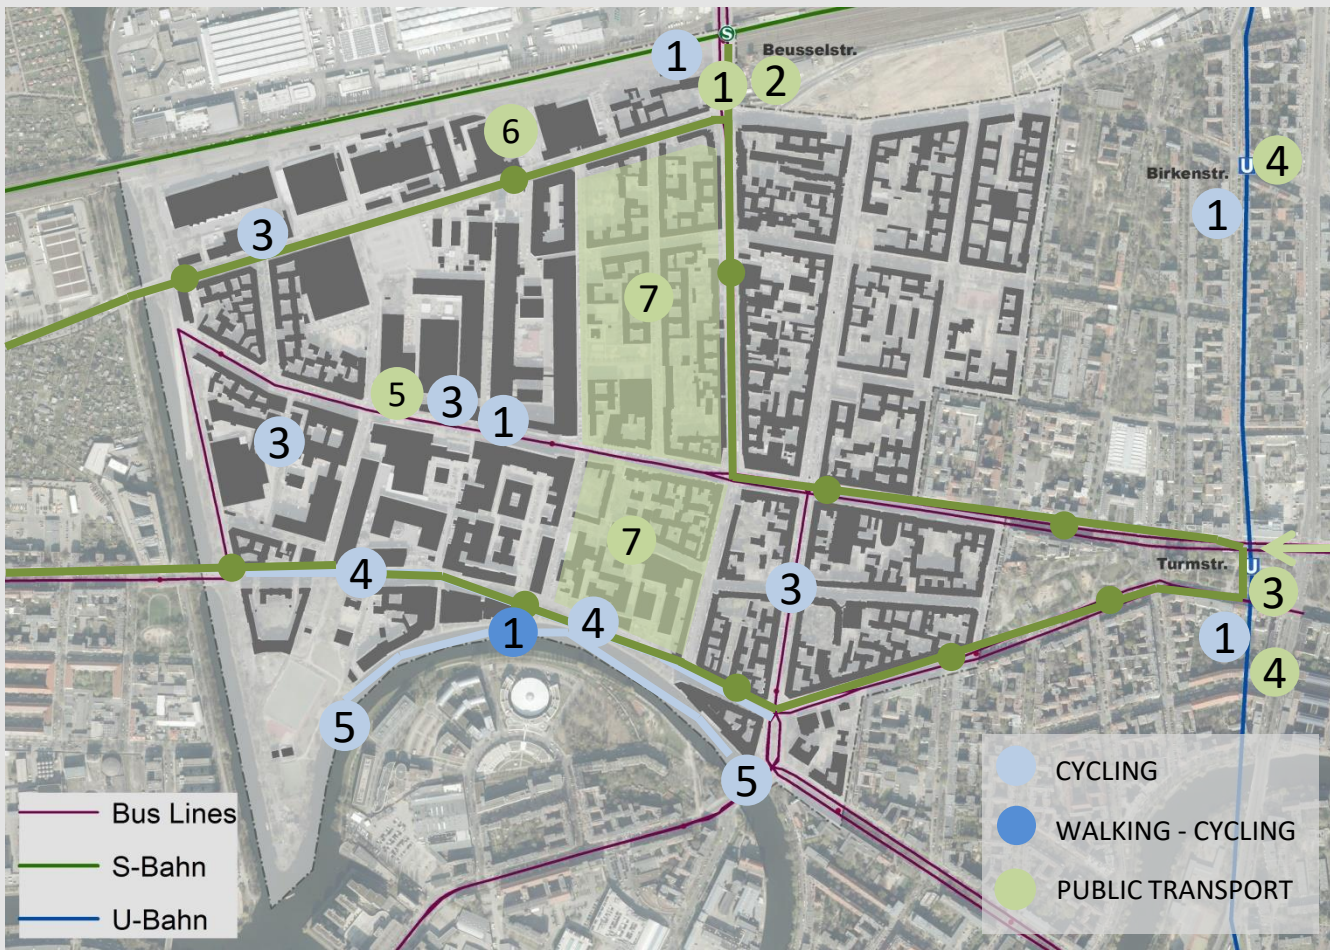 S
Beusselstr.
1
1
2
6
4
U
Birkenstr.
1
3
7
5
3
1
3
7
Turmstr.
U
4
3
3
1
4
1
4
5
5
CYCLING
WALKING - CYCLING
PUBLIC TRANSPORT
Bus Lines
S-Bahn
U-Bahn